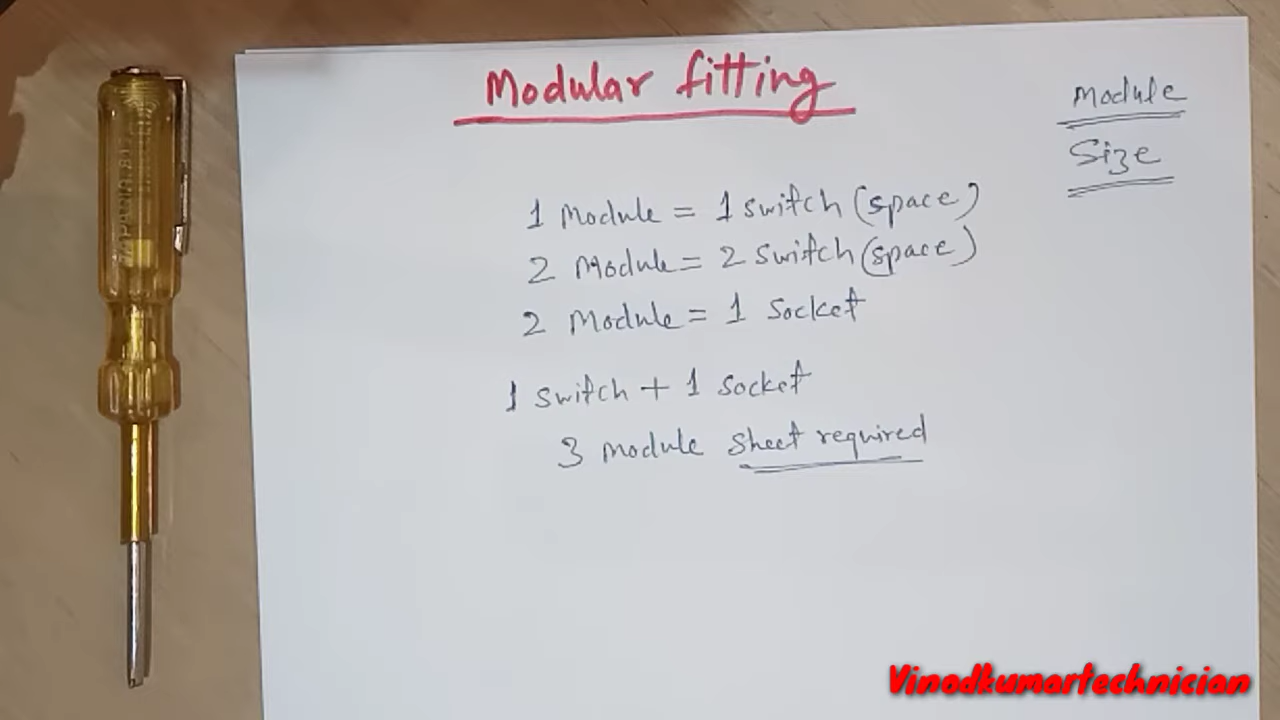 Modular fitting
Module
Size
1 Module = 1 switch (space)
2 Module = 2 switch (space)
2 Module = 1 Socket
1 switch + 1 socket
3 module sheet required
Vinodkumartechnician